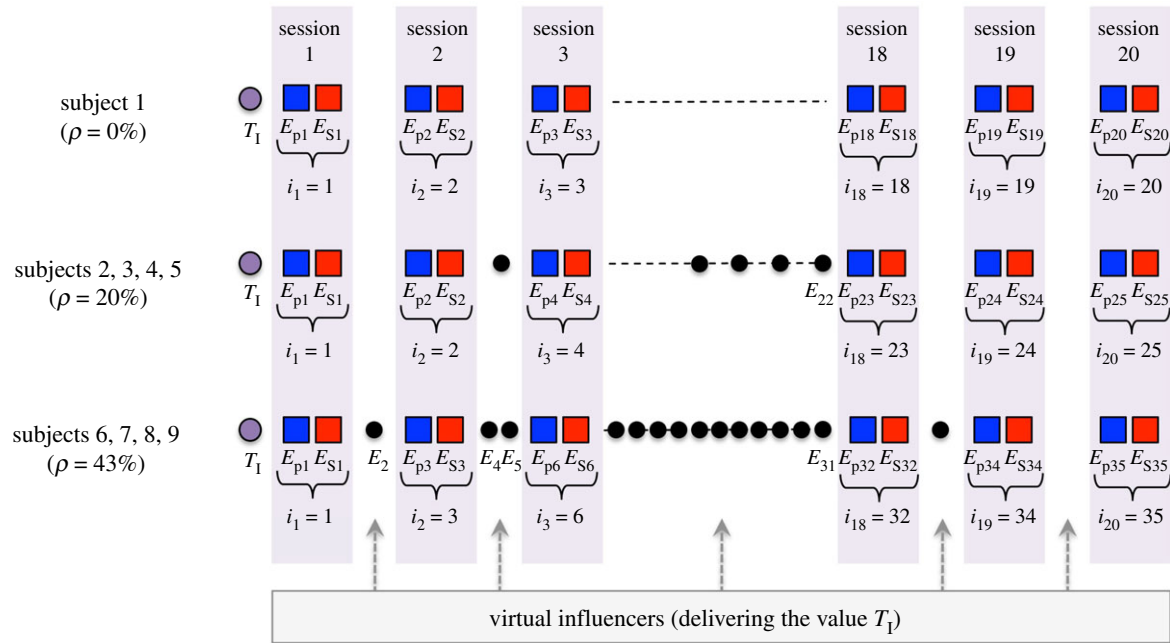 session session session session session session
1 2 3 18 19 20
subject 1
(ρ = 0%)
T_I E_p1 E_S1 E_p2 E_S2 E_p3 E_S3 E_p18 E_S18 E_p19 E_S19 E_p20 E_S20
i_1 = 1 i_2 = 2 i_3 = 3 i_18 = 18 i_19 = 19 i_20 = 20
subjects 2, 3, 4, 5
(ρ = 20%)
T_I E_p1 E_S1 E_p2 E_S2 E_p4 E_S4 E_22 E_p23 E_S23 E_p24 E_S24 E_p25 E_S25
i_1 = 1 i_2 = 2 i_3 = 4 i_18 = 23 i_19 = 24 i_20 = 25
subjects 6, 7, 8, 9
(ρ = 43%)
T_I E_p1 E_S1 E_2 E_p3 E_S3 E_4 E_5 E_p6 E_S6 E_31 E_p32 E_S32 E_p34 E_S34 E_p35 E_S35
i_1 = 1 i_2 = 3 i_3 = 6 i_18 = 32 i_19 = 34 i_20 = 35
virtual influencers (delivering the value T_I)